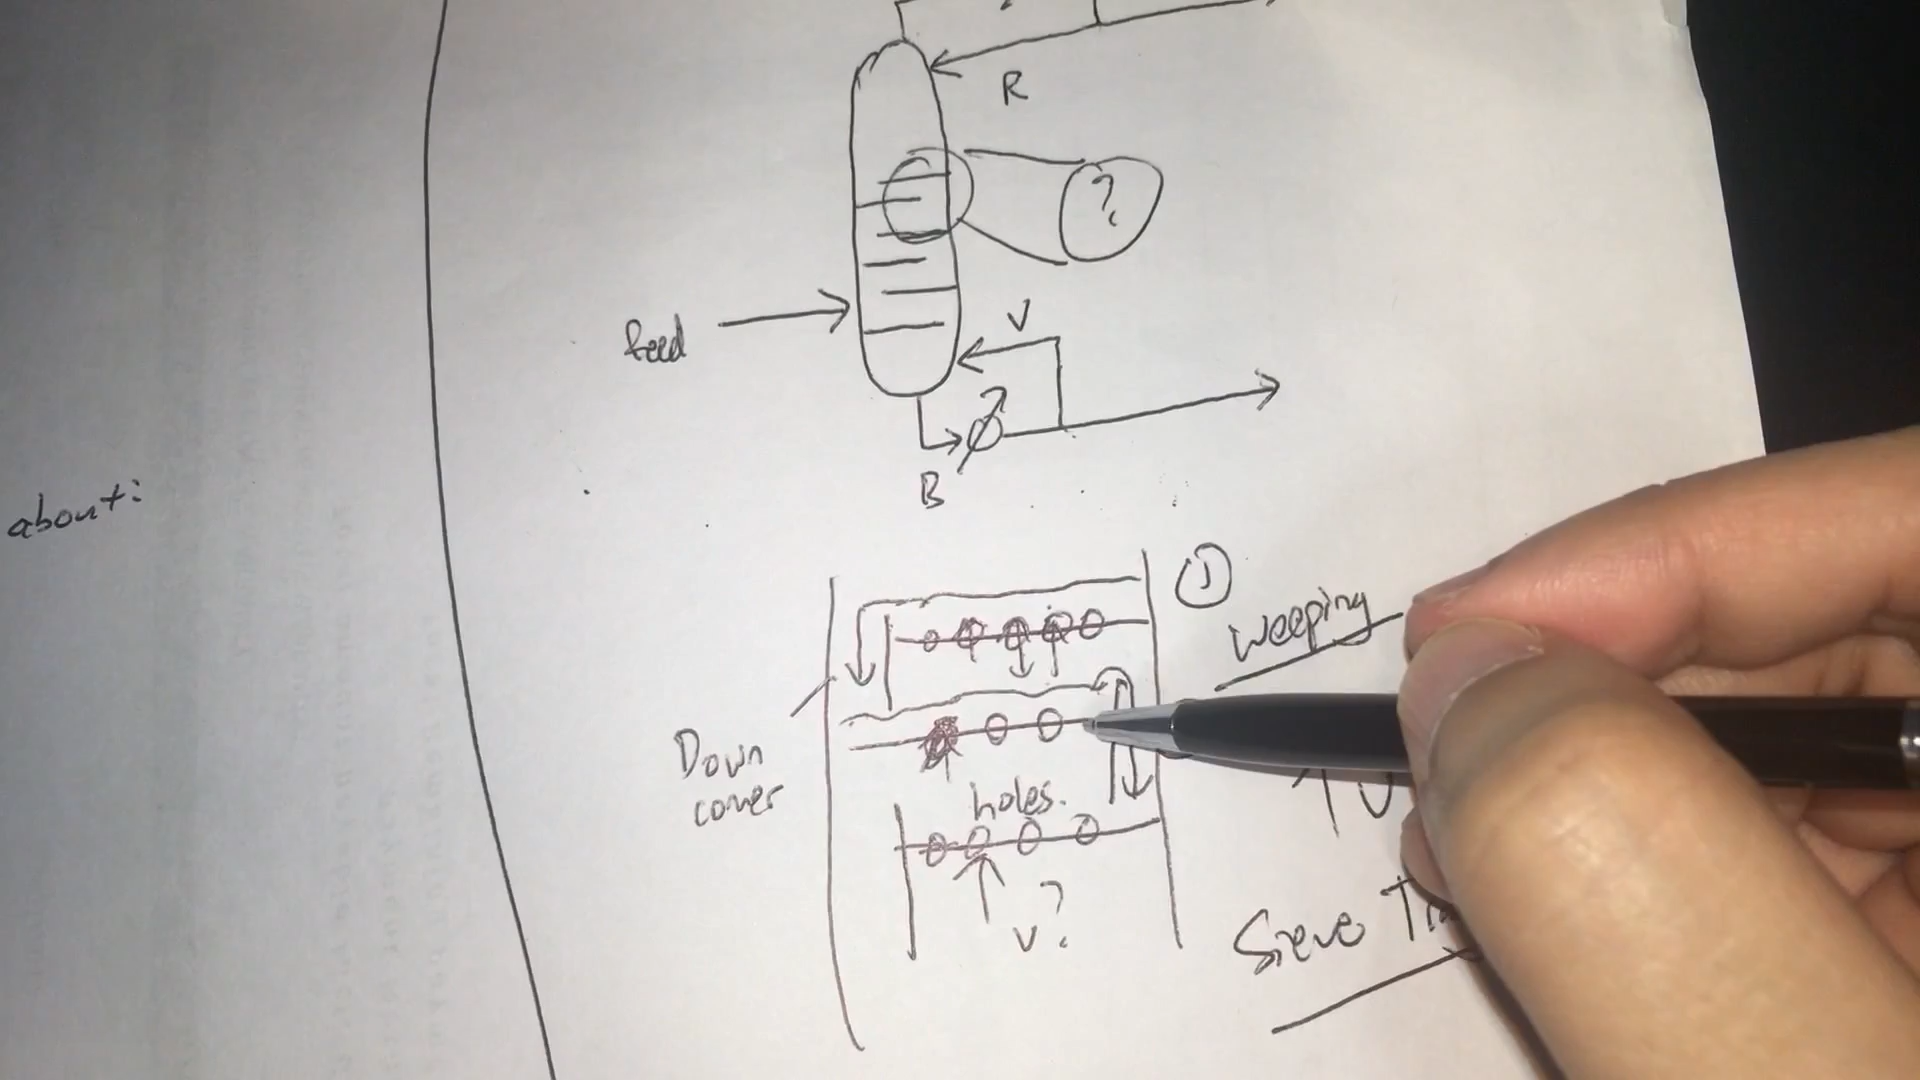 R
?
feed
V
B
about:
①
Weeping
Down
comer
holes.
V?
Sieve